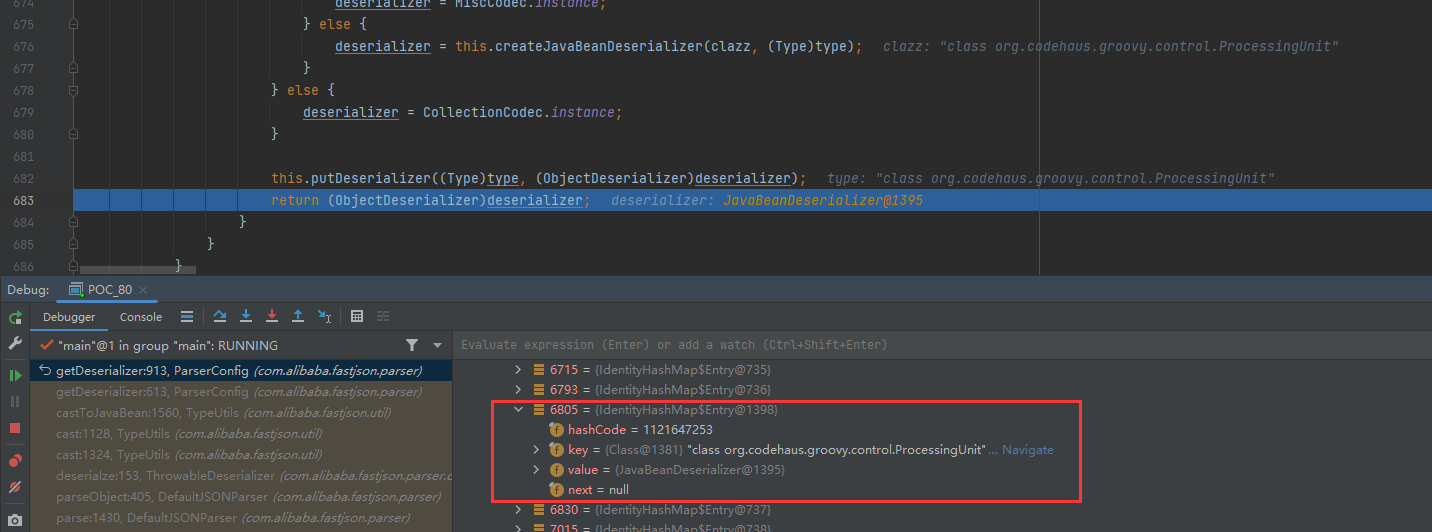 674 deserializer = MiscCodec.instance;
675 } else {
676 deserializer = this.createJavaBeanDeserializer(clazz, (Type)type); clazz: "class org.codehaus.groovy.control.ProcessingUnit"
677 }
678 } else {
679 deserializer = CollectionCodec.instance;
680 }
681
682 this.putDeserializer((Type)type, (ObjectDeserializer)deserializer); type: "class org.codehaus.groovy.control.ProcessingUnit"
683 return (ObjectDeserializer)deserializer; deserializer: JavaBeanDeserializer@1395
684 }
685 }
686 }
Debug: POC_80
Debugger Console
"main"@1 in group "main": RUNNING
Evaluate expression (Enter) or add a watch (Ctrl+Shift+Enter)
getDeserializer:913, ParserConfig (com.alibaba.fastjson.parser)
getDeserializer:613, ParserConfig (com.alibaba.fastjson.parser)
castToJavaBean:1560, TypeUtils (com.alibaba.fastjson.util)
cast:1128, TypeUtils (com.alibaba.fastjson.util)
cast:1324, TypeUtils (com.alibaba.fastjson.util)
deserialze:153, ThrowableDeserializer (com.alibaba.fastjson.parser.c
parseObject:405, DefaultJSONParser (com.alibaba.fastjson.parser)
parse:1430, DefaultJSONParser (com.alibaba.fastjson.parser)
6715 = {IdentityHashMap$Entry@735}
6793 = {IdentityHashMap$Entry@736}
6805 = {IdentityHashMap$Entry@1398}
hashCode = 1121647253
key = {Class@1381} "class org.codehaus.groovy.control.ProcessingUnit" ... Navigate
value = {JavaBeanDeserializer@1395}
next = null
6830 = {IdentityHashMap$Entry@737}
7015 = {IdentityHashMap$Entry@738}